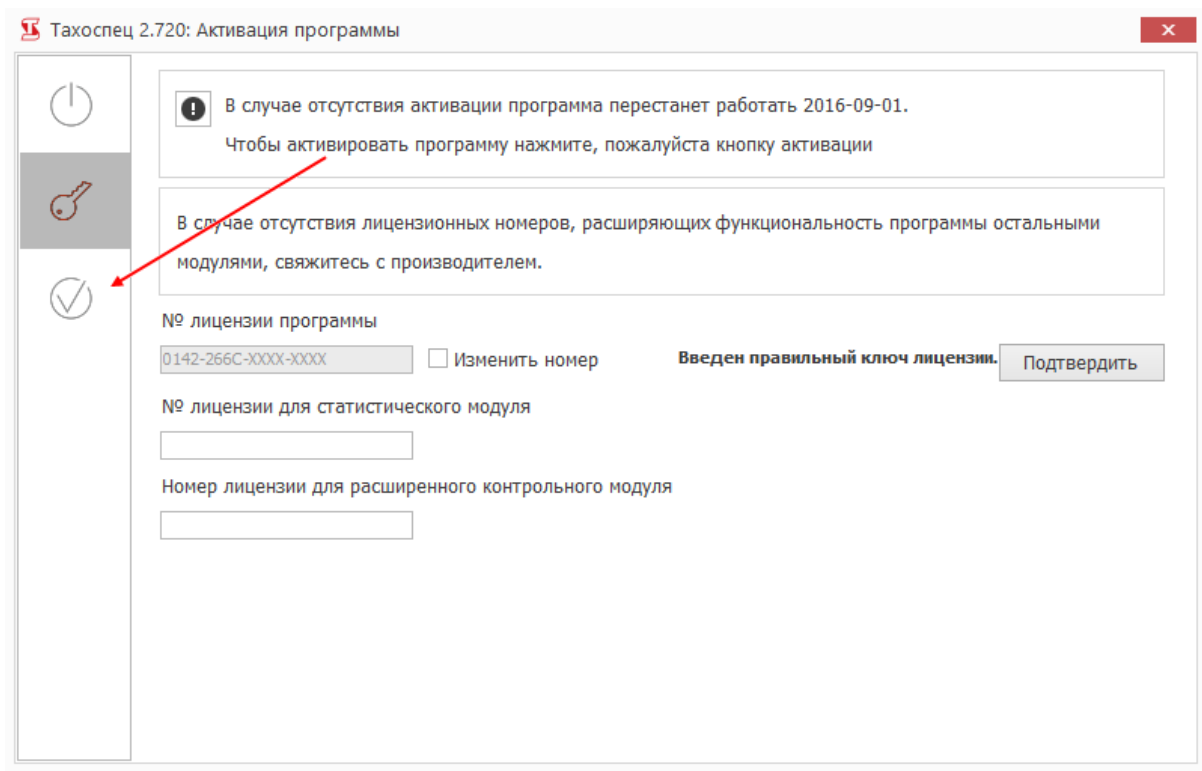 Тахоспец 2.720: Активация программы
В случае отсутствия активации программа перестанет работать 2016-09-01.
Чтобы активировать программу нажмите, пожалуйста кнопку активации
В случае отсутствия лицензионных номеров, расширяющих функциональность программы остальными
модулями, свяжитесь с производителем.
№ лицензии программы
0142-266C-XXXX-XXXX
Изменить номер
Введен правильный ключ лицензии.
Подтвердить
№ лицензии для статистического модуля
Номер лицензии для расширенного контрольного модуля